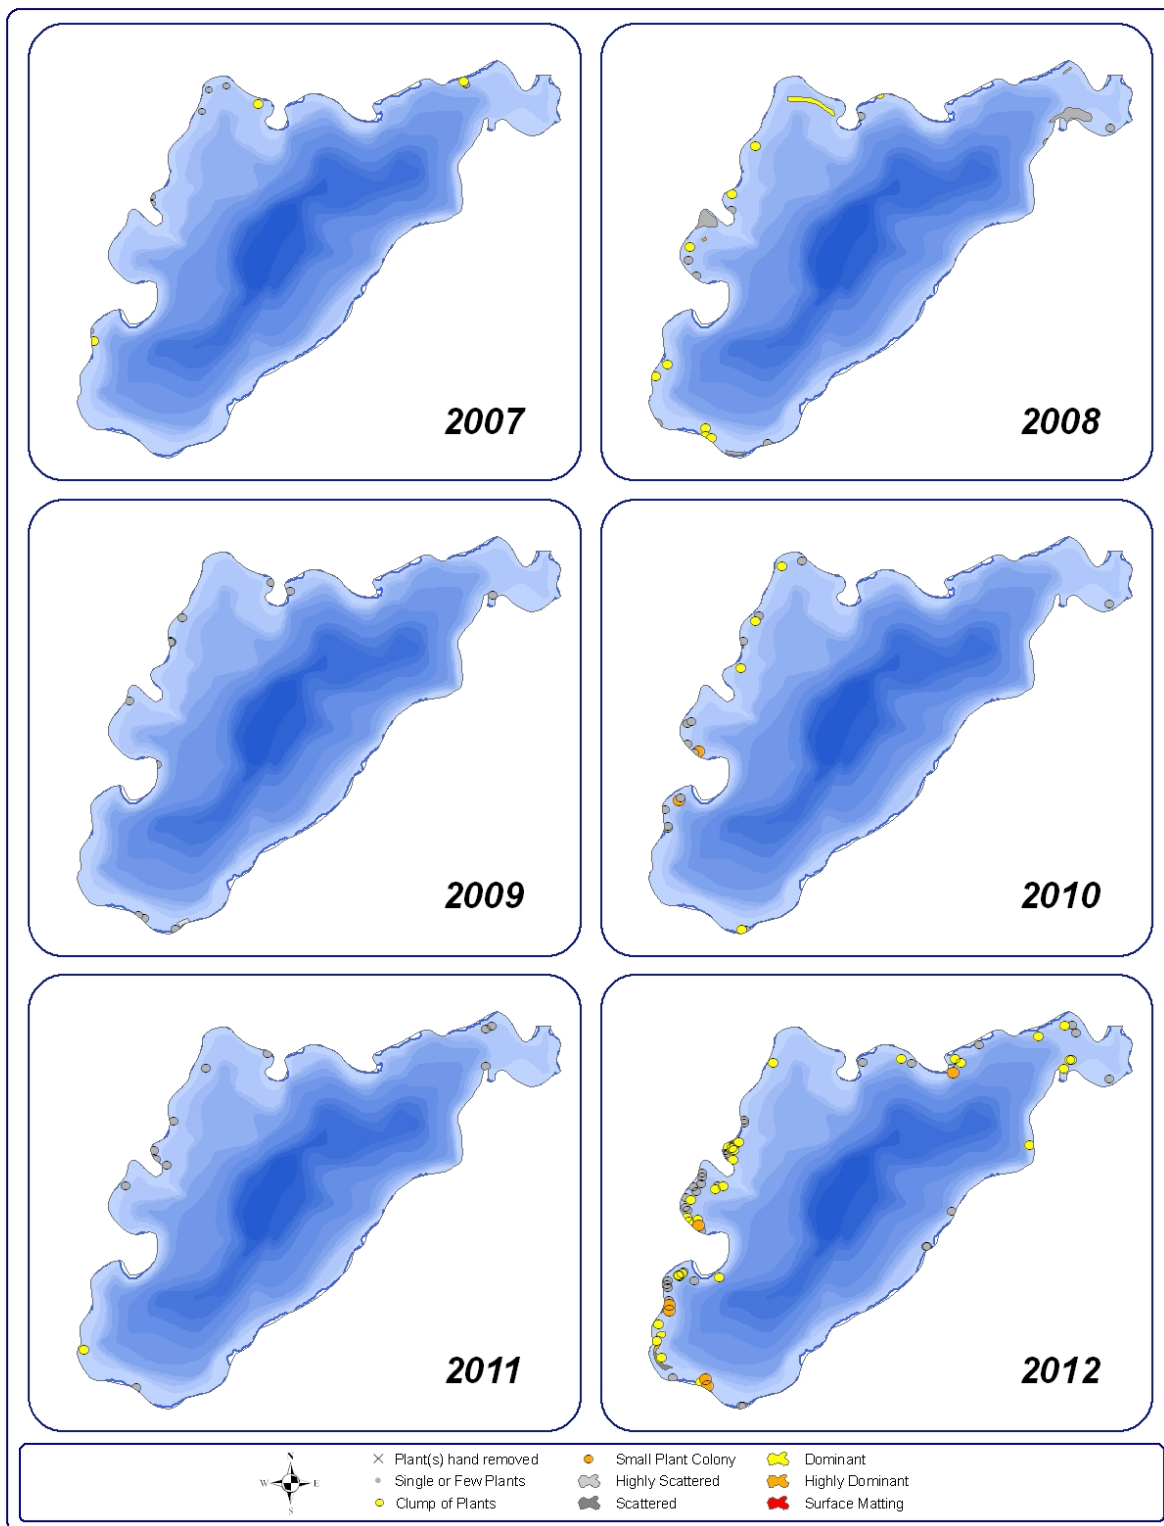 2007
2008
2009
2010
2011
2012
N
W E
S
Plant(s) hand removed
Single or Few Plants
Clump of Plants
Small Plant Colony
Highly Scattered
Scattered
Dominant
Highly Dominant
Surface Matting